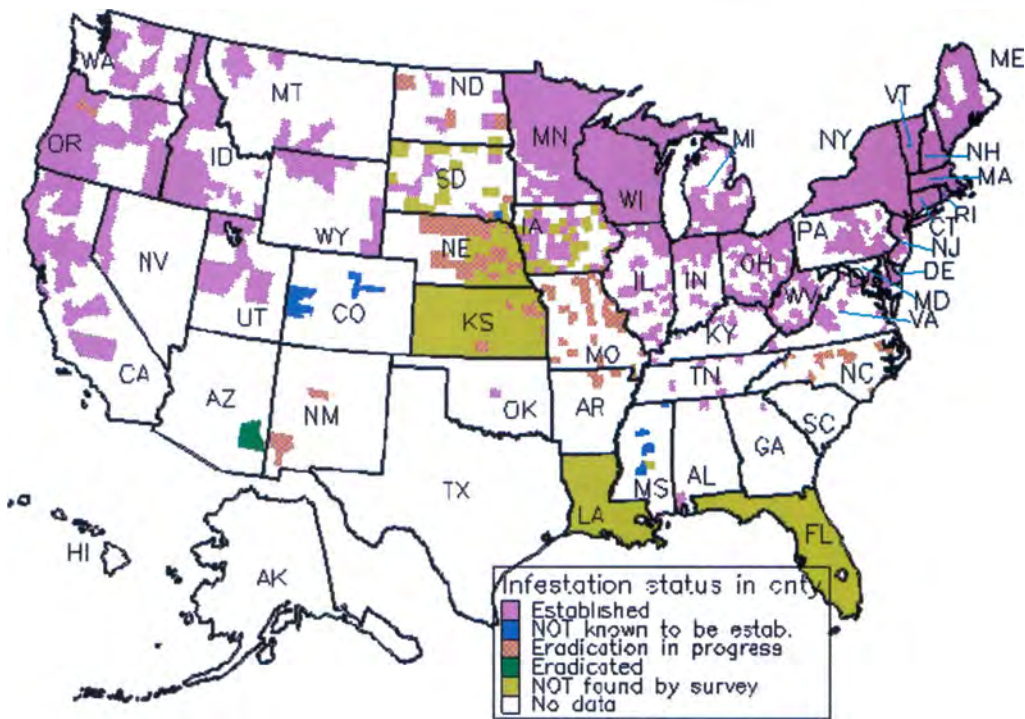 WA
MT
ND
ME
VT
OR
MN
NY
MI
NH
ID
SD
MA
WI
WY
IA
PA
RI
CT
NE
NJ
NV
OH
DE
IL
IN
UT
CO
WV
MD
KS
VA
MO
KY
CA
TN
NC
AZ
NM
OK
AR
SC
GA
MS
AL
TX
LA
FL
HI
AK
Infestation status in cnty
Established
NOT known to be estab.
Eradication in progress
Eradicated
NOT found by survey
No data